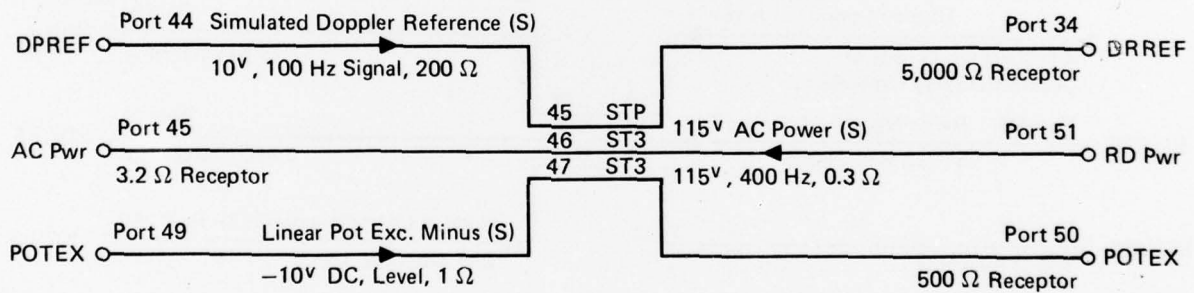 Port 44 Simulated Doppler Reference (S)
Port 34
DPREF
DRREF
10V, 100 Hz Signal, 200 Ω
5,000 Ω Receptor
45 STP
Port 45
46 ST3
115V AC Power (S)
Port 51
AC Pwr
RD Pwr
47 ST3
3.2 Ω Receptor
115V, 400 Hz, 0.3 Ω
Port 49
Linear Pot Exc. Minus (S)
Port 50
POTEX
POTEX
−10V DC, Level, 1 Ω
500 Ω Receptor